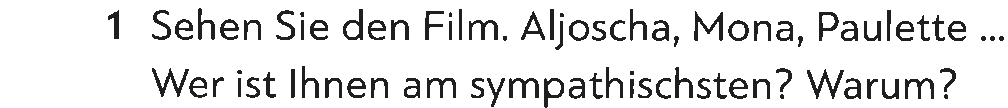 1 Sehen Sie den Film. Aljoscha, Mona, Paulette ...
Wer ist Ihnen am sympathischsten? Warum?